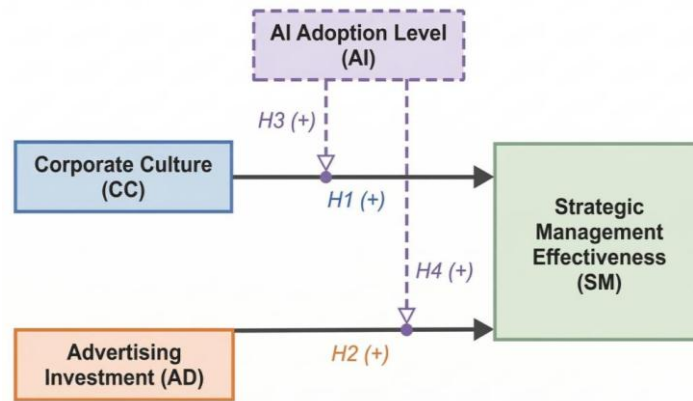 AI Adoption Level
(AI)
H3 (+)
Corporate Culture
(CC)
H1 (+)
Strategic
Management
Effectiveness
(SM)
H4 (+)
Advertising
Investment (AD)
H2 (+)